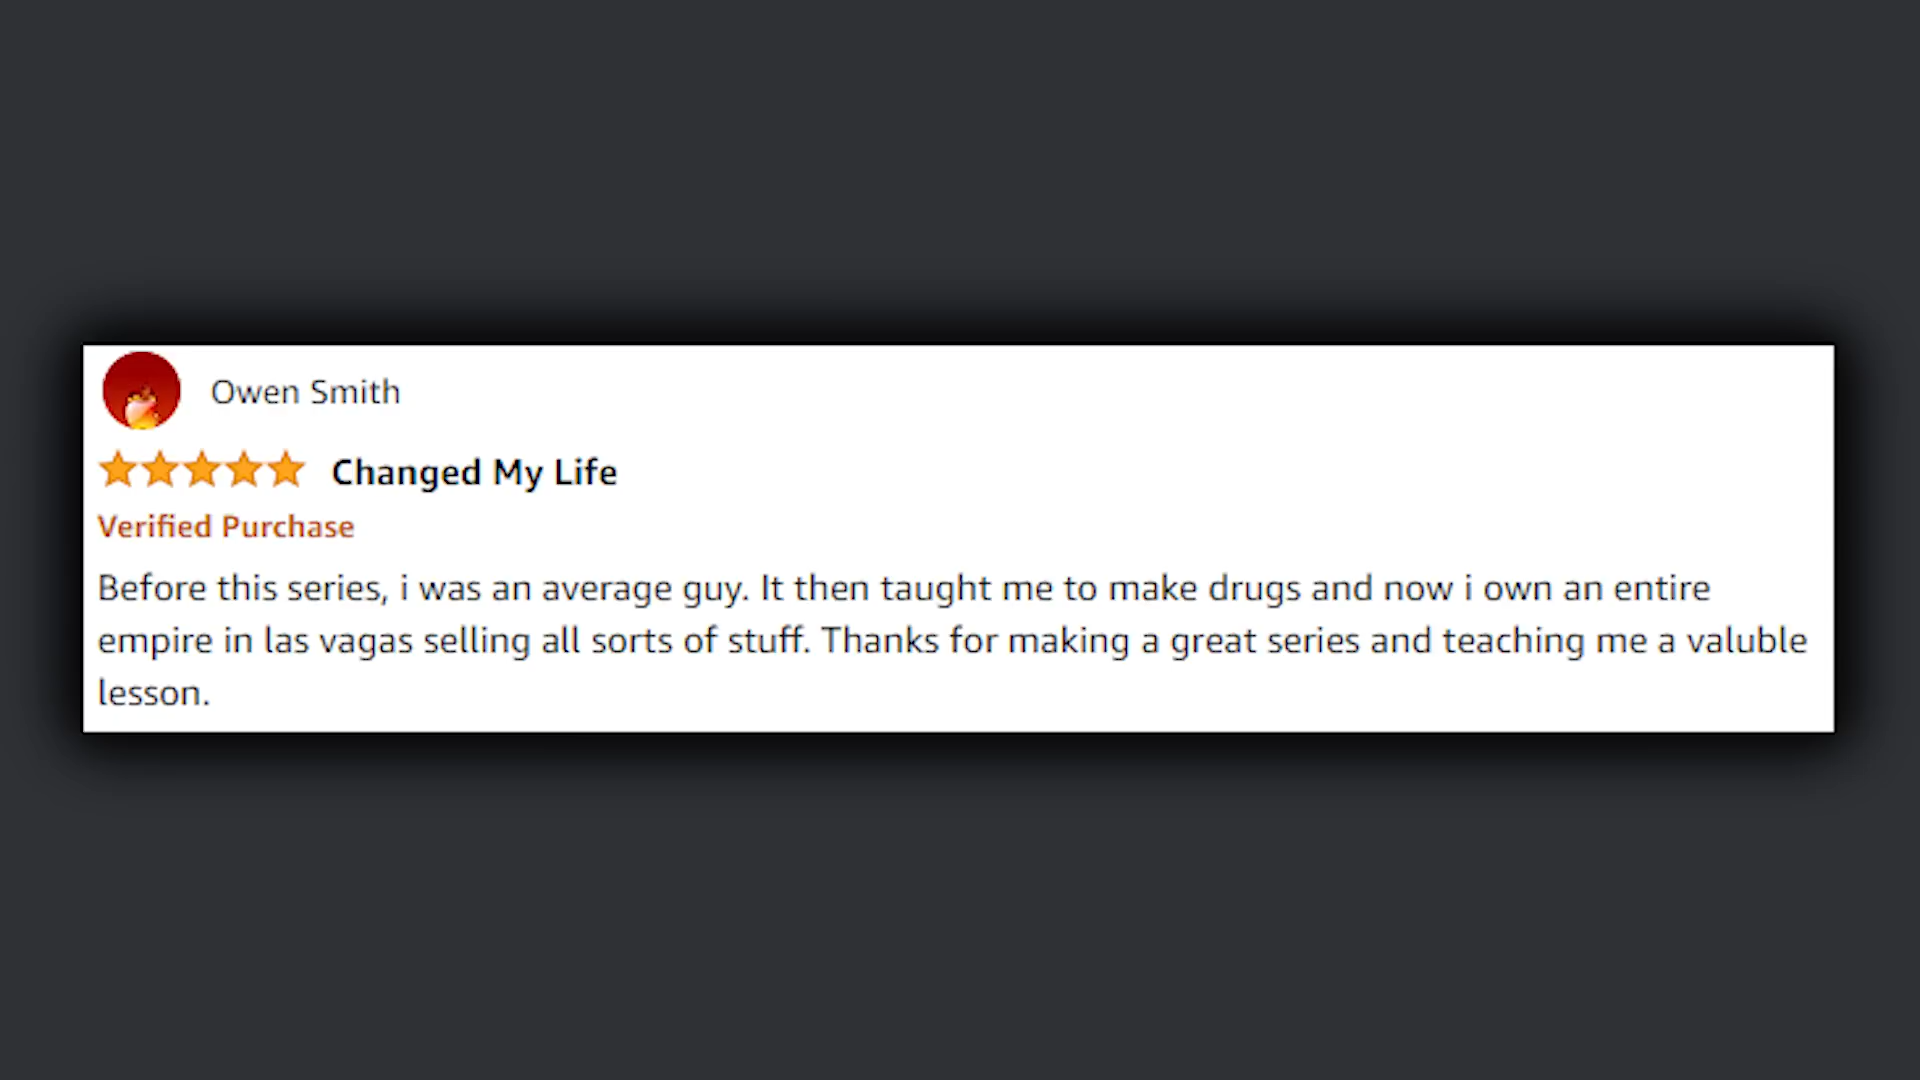 Owen Smith
Changed My Life
Verified Purchase
Before this series, i was an average guy. It then taught me to make drugs and now i own an entire
empire in las vagas selling all sorts of stuff. Thanks for making a great series and teaching me a valuble
lesson.